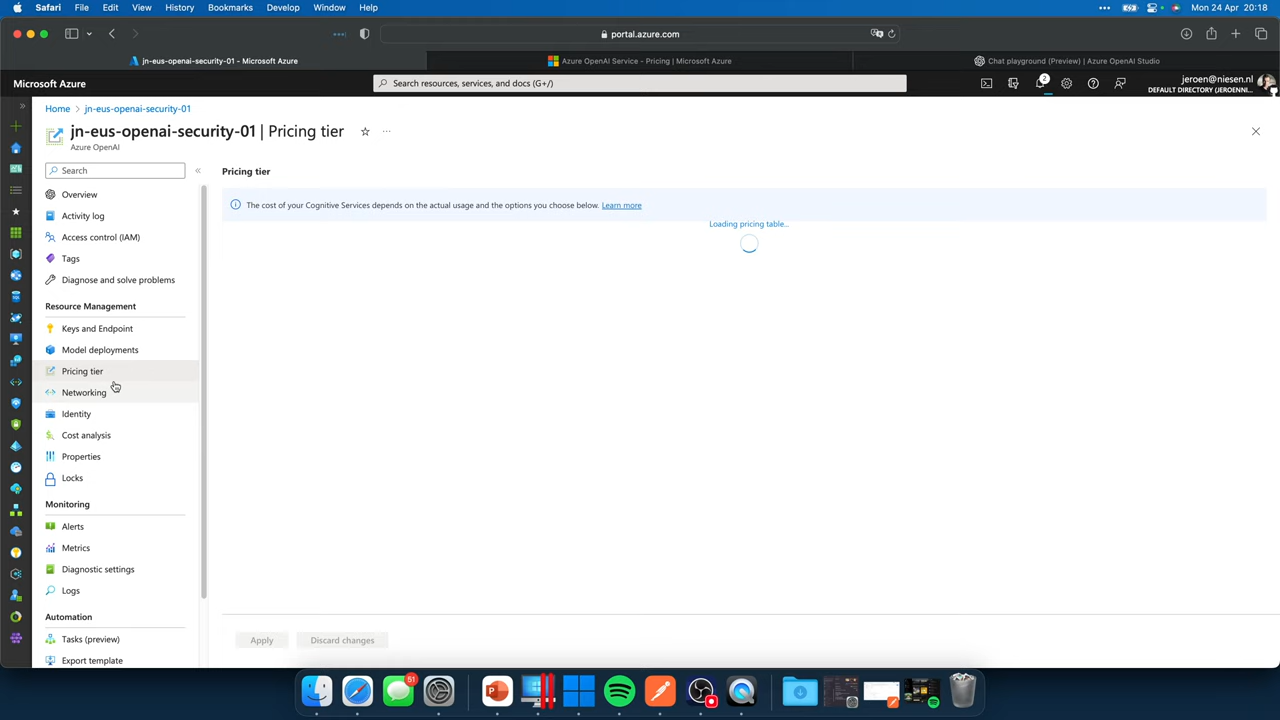 Safari File Edit View History Bookmarks Develop Window Help
Mon 24 Apr 20:18
portal.azure.com
jn-eus-openai-security-01 - Microsoft Azure
Azure OpenAI Service - Pricing | Microsoft Azure
Chat playground (Preview) | Azure OpenAI Studio
Microsoft Azure
Search resources, services, and docs (G+/)
2
jeroen@niesen.nl
DEFAULT DIRECTORY (JEROENNI...
Home > jn-eus-openai-security-01
jn-eus-openai-security-01 | Pricing tier
Azure OpenAI
Search
Overview
Activity log
Access control (IAM)
Tags
Diagnose and solve problems
Resource Management
Keys and Endpoint
Model deployments
Pricing tier
Networking
Identity
Cost analysis
Properties
Locks
Monitoring
Alerts
Metrics
Diagnostic settings
Logs
Automation
Tasks (preview)
Export template
Pricing tier
The cost of your Cognitive Services depends on the actual usage and the options you choose below. Learn more
Loading pricing table...
Apply
Discard changes
51